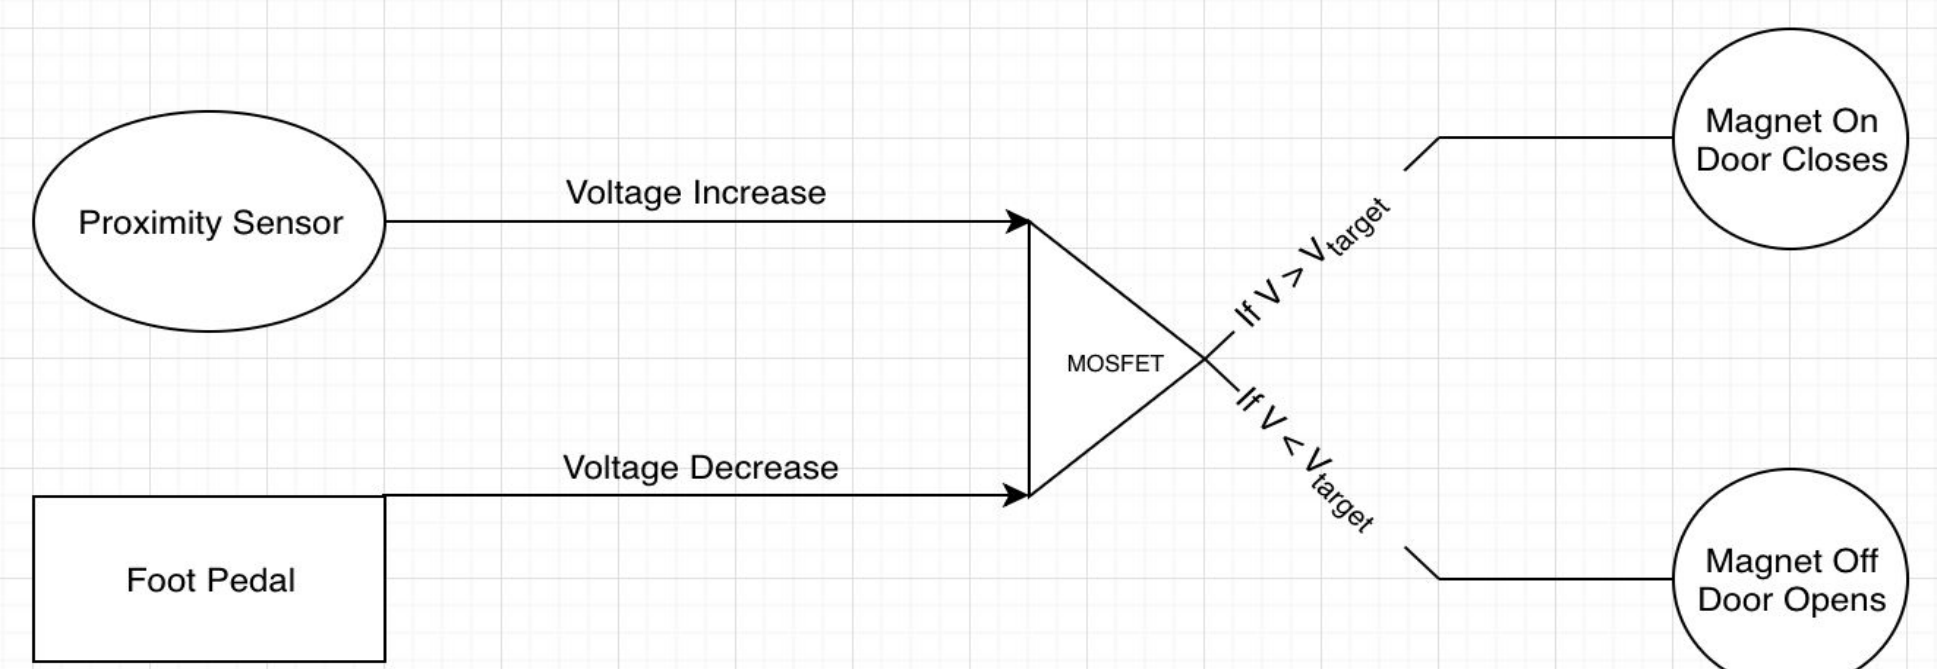 Magnet On
Door Closes
Voltage Increase
Proximity Sensor
If V > Vtarget
MOSFET
If V < Vtarget
Voltage Decrease
Foot Pedal
Magnet Off
Door Opens